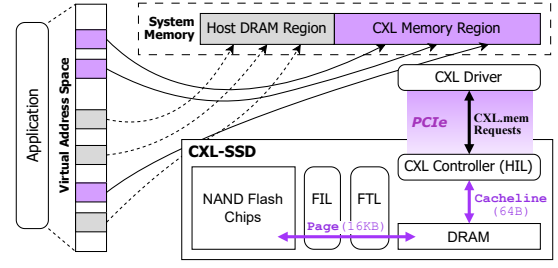 System
Memory
Host DRAM Region
CXL Memory Region
Application
Virtual Address Space
CXL Driver
PCIe
CXL.mem
Requests
CXL-SSD
CXL Controller (HIL)
NAND Flash
Chips
FIL
FTL
Cacheline
(64B)
Page(16KB)
DRAM